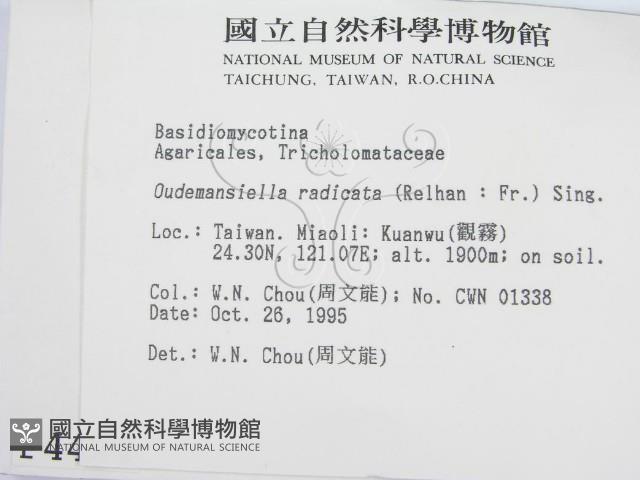 國立自然科學博物館
NATIONAL MUSEUM OF NATURAL SCIENCE
TAICHUNG, TAIWAN, R.O.CHINA
Basidiomycotina
Agaricales, Tricholomataceae
Oudemansiella radicata (Relhan : Fr.) Sing.
Loc.: Taiwan. Miaoli: Kuanwu(觀霧)
24.30N, 121.07E; alt. 1900m; on soil.
Col.: W.N. Chou(周文能); No. CWN 01338
Date: Oct. 26, 1995
Det.: W.N. Chou(周文能)
國立自然科學博物館
NATIONAL MUSEUM OF NATURAL SCIENCE